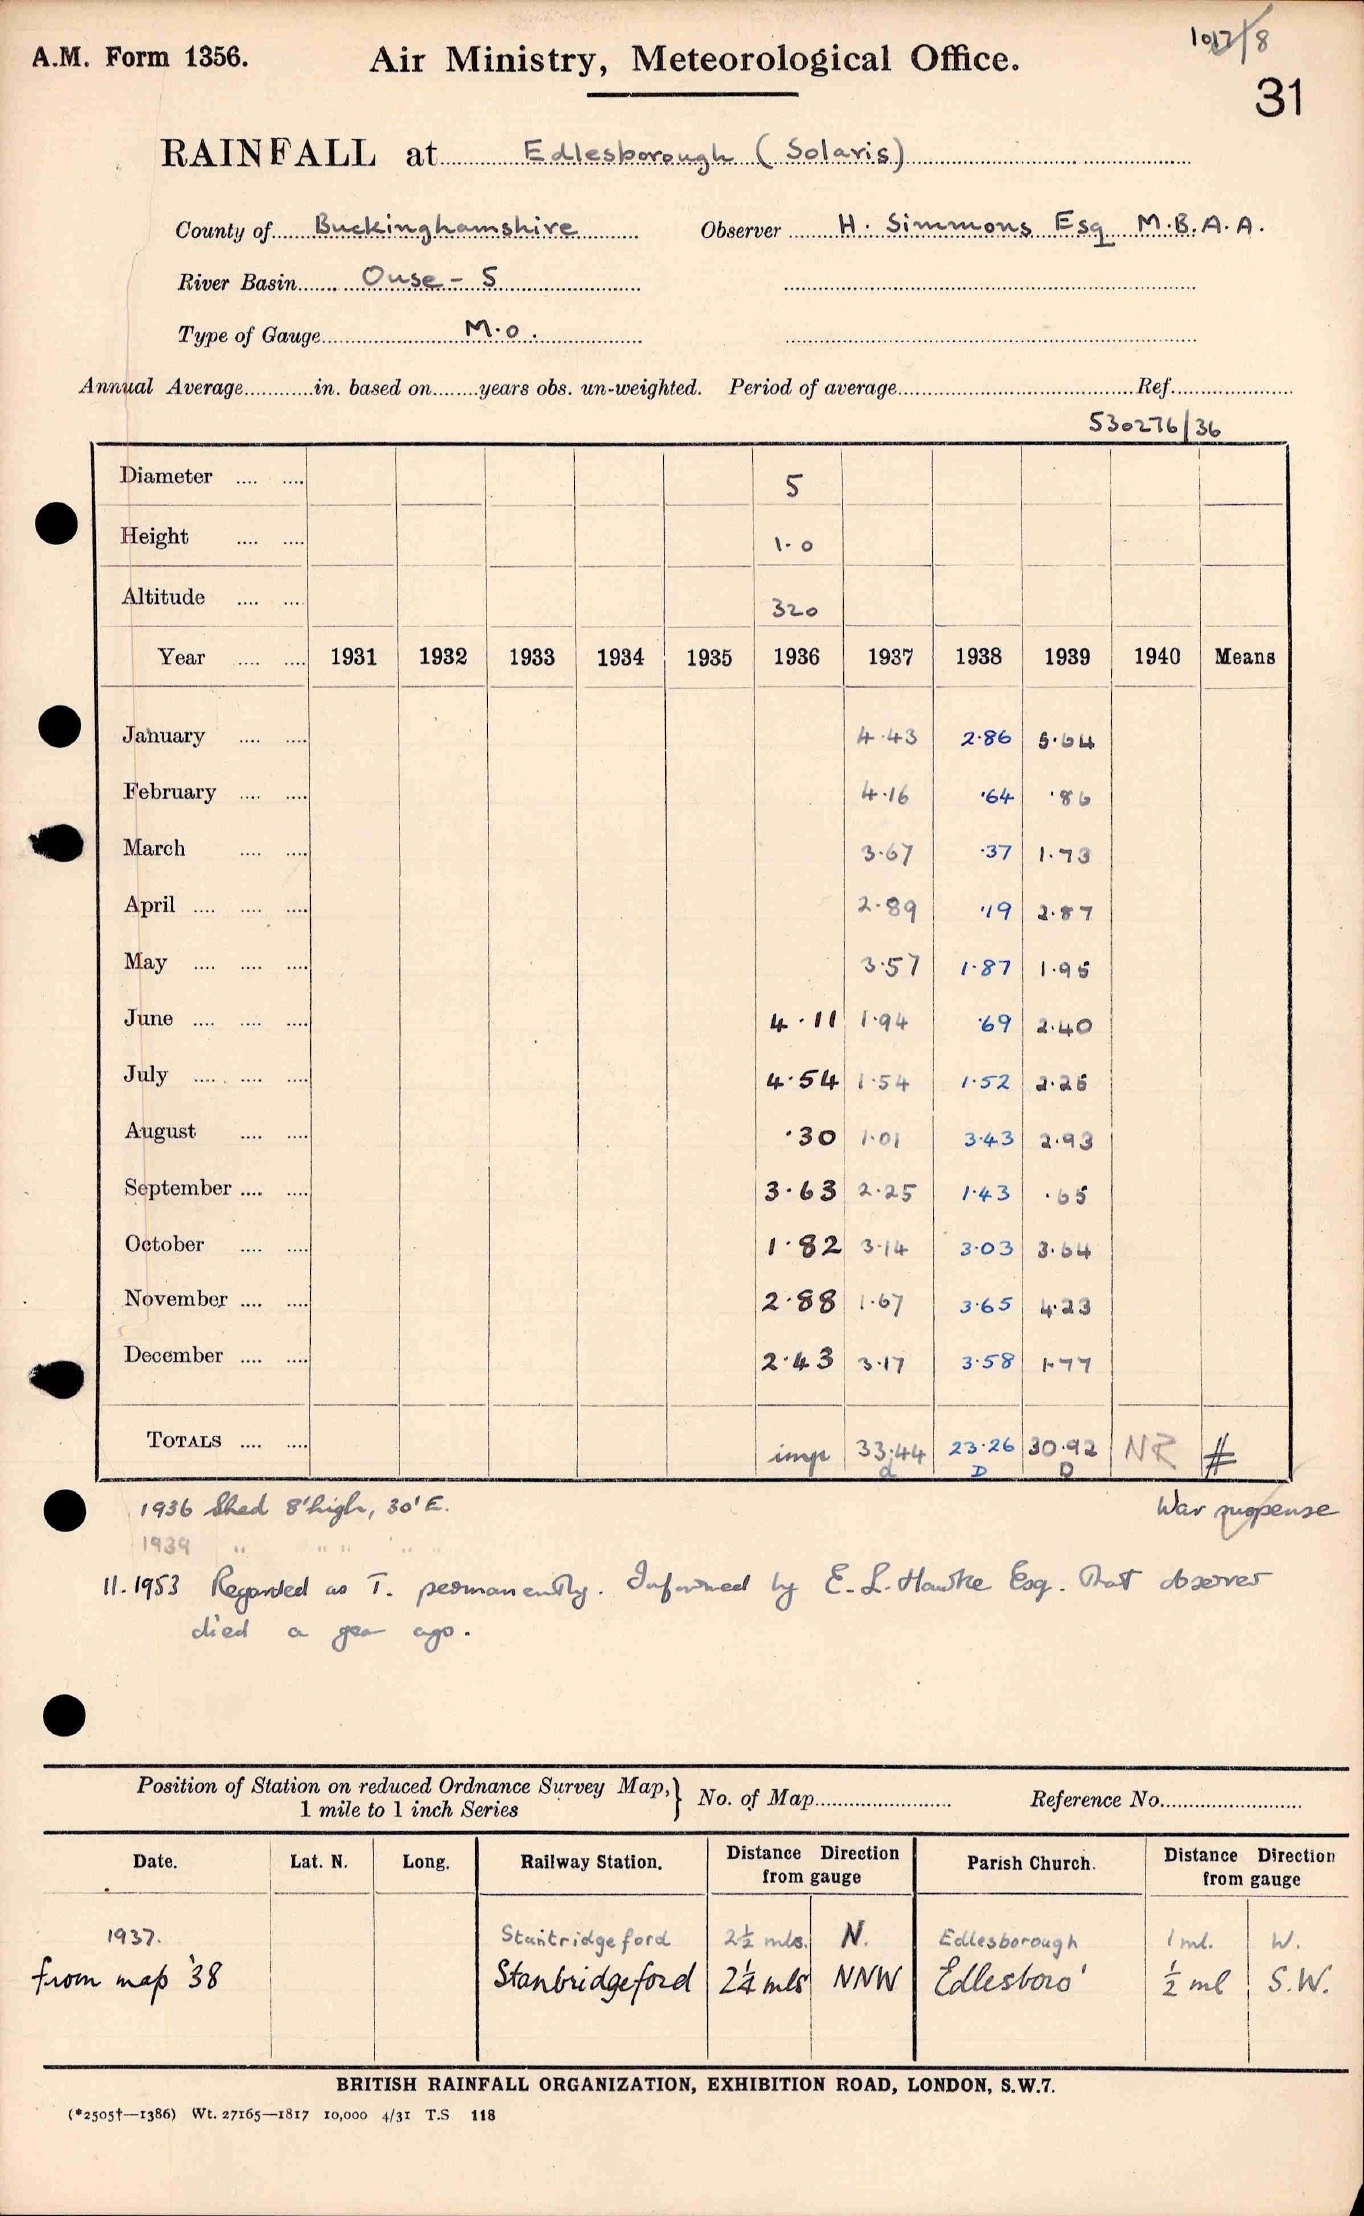 A.M. Form 1356.
Air Ministry, Meteorological Office.
31
RAINFALL at Edlesborough (Solaris)
County of Buckinghamshire Observer H. Simmons Esq M.B.A.A.
River Basin Ouse - 5
Type of Gauge M.O.
Annual Average in. based on years obs. un-weighted. Period of average Ref.
530276/36
Diameter 5
Height 1.0
Altitude 320
Year 1931 1932 1933 1934 1935 1936 1937 1938 1939 1940 Means
January 4.43 2.86 5.64
February 4.16 .64 .86
March 3.67 .37 1.73
April 2.89 .19 2.87
May 3.57 1.87 1.95
June 4.11 1.94 .69 2.40
July 4.54 1.54 1.52 2.25
August .30 1.01 3.43 2.93
September 3.63 2.25 1.43 .65
October 1.82 3.14 3.03 3.64
November 2.88 1.67 3.65 4.23
December 2.43 3.17 3.58 1.77
TOTALS imp 33.44 23.26 30.92 NR #
d D D
1936 Shed 8' high, 30' E. War suspense
1939 " " " " "
11.1953 Regarded as T. permanently. Informed by E. L. Hawke Esq. that observer
died a year ago.
Position of Station on reduced Ordnance Survey Map, } No. of Map Reference No.
1 mile to 1 inch Series
Date. Lat. N. Long. Railway Station. Distance Direction from gauge Parish Church. Distance Direction from gauge
1937. Stantridgeford 2½ mls. N. Edlesborough 1 ml. W.
from map '38 Stanbridgeford 2¼ mls NNW Edlesboro' ½ ml S.W.
BRITISH RAINFALL ORGANIZATION, EXHIBITION ROAD, LONDON, S.W.7.
(*2505†—1386) Wt. 27165—1817 10,000 4/31 T.S 118